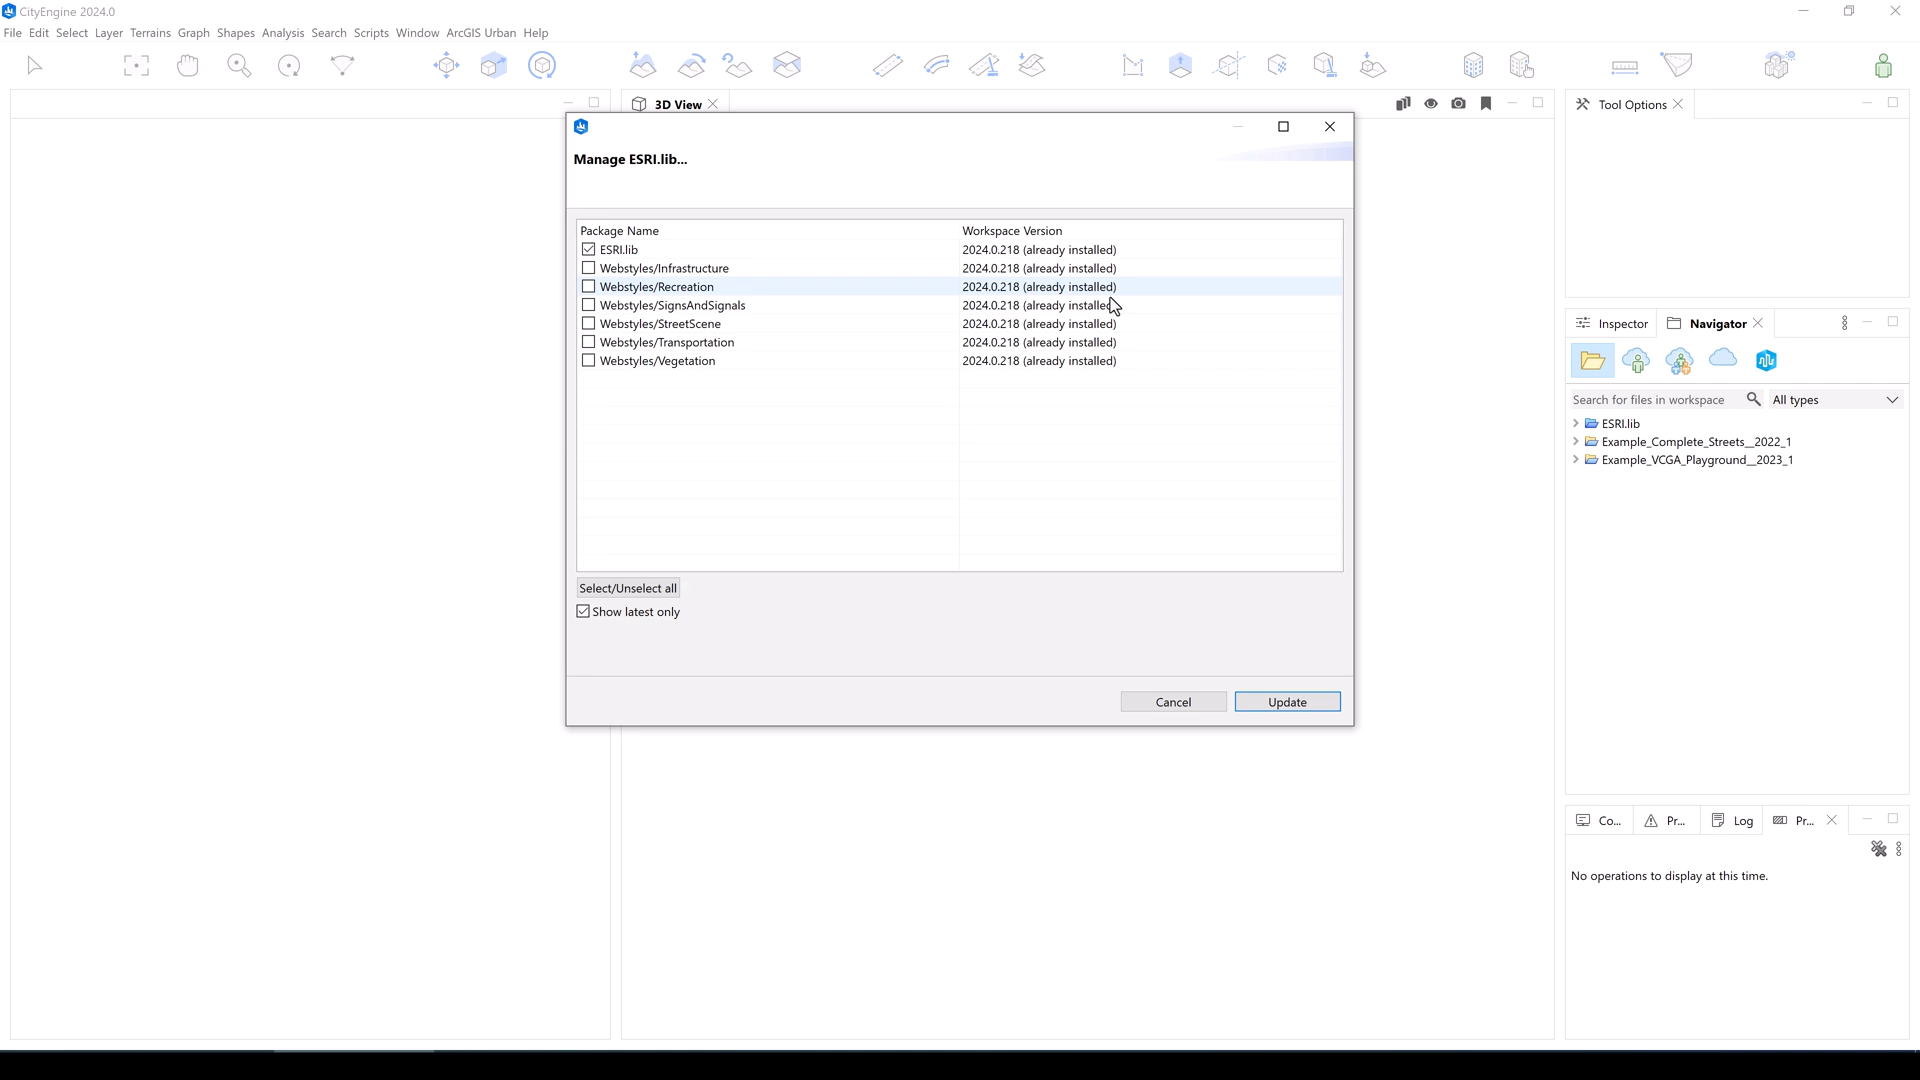 CityEngine 2024.0
File Edit Select Layer Terrains Graph Shapes Analysis Search Scripts Window ArcGIS Urban Help
3D View
Tool Options
Manage ESRI.lib...
Package Name Workspace Version
ESRI.lib 2024.0.218 (already installed)
Webstyles/Infrastructure 2024.0.218 (already installed)
Webstyles/Recreation 2024.0.218 (already installed)
Webstyles/SignsAndSignals 2024.0.218 (already installed)
Webstyles/StreetScene 2024.0.218 (already installed)
Webstyles/Transportation 2024.0.218 (already installed)
Webstyles/Vegetation 2024.0.218 (already installed)
Select/Unselect all
Show latest only
Cancel Update
Inspector Navigator
Search for files in workspace All types
ESRI.lib
Example_Complete_Streets__2022_1
Example_VCGA_Playground__2023_1
Co... Pr... Log Pr...
No operations to display at this time.